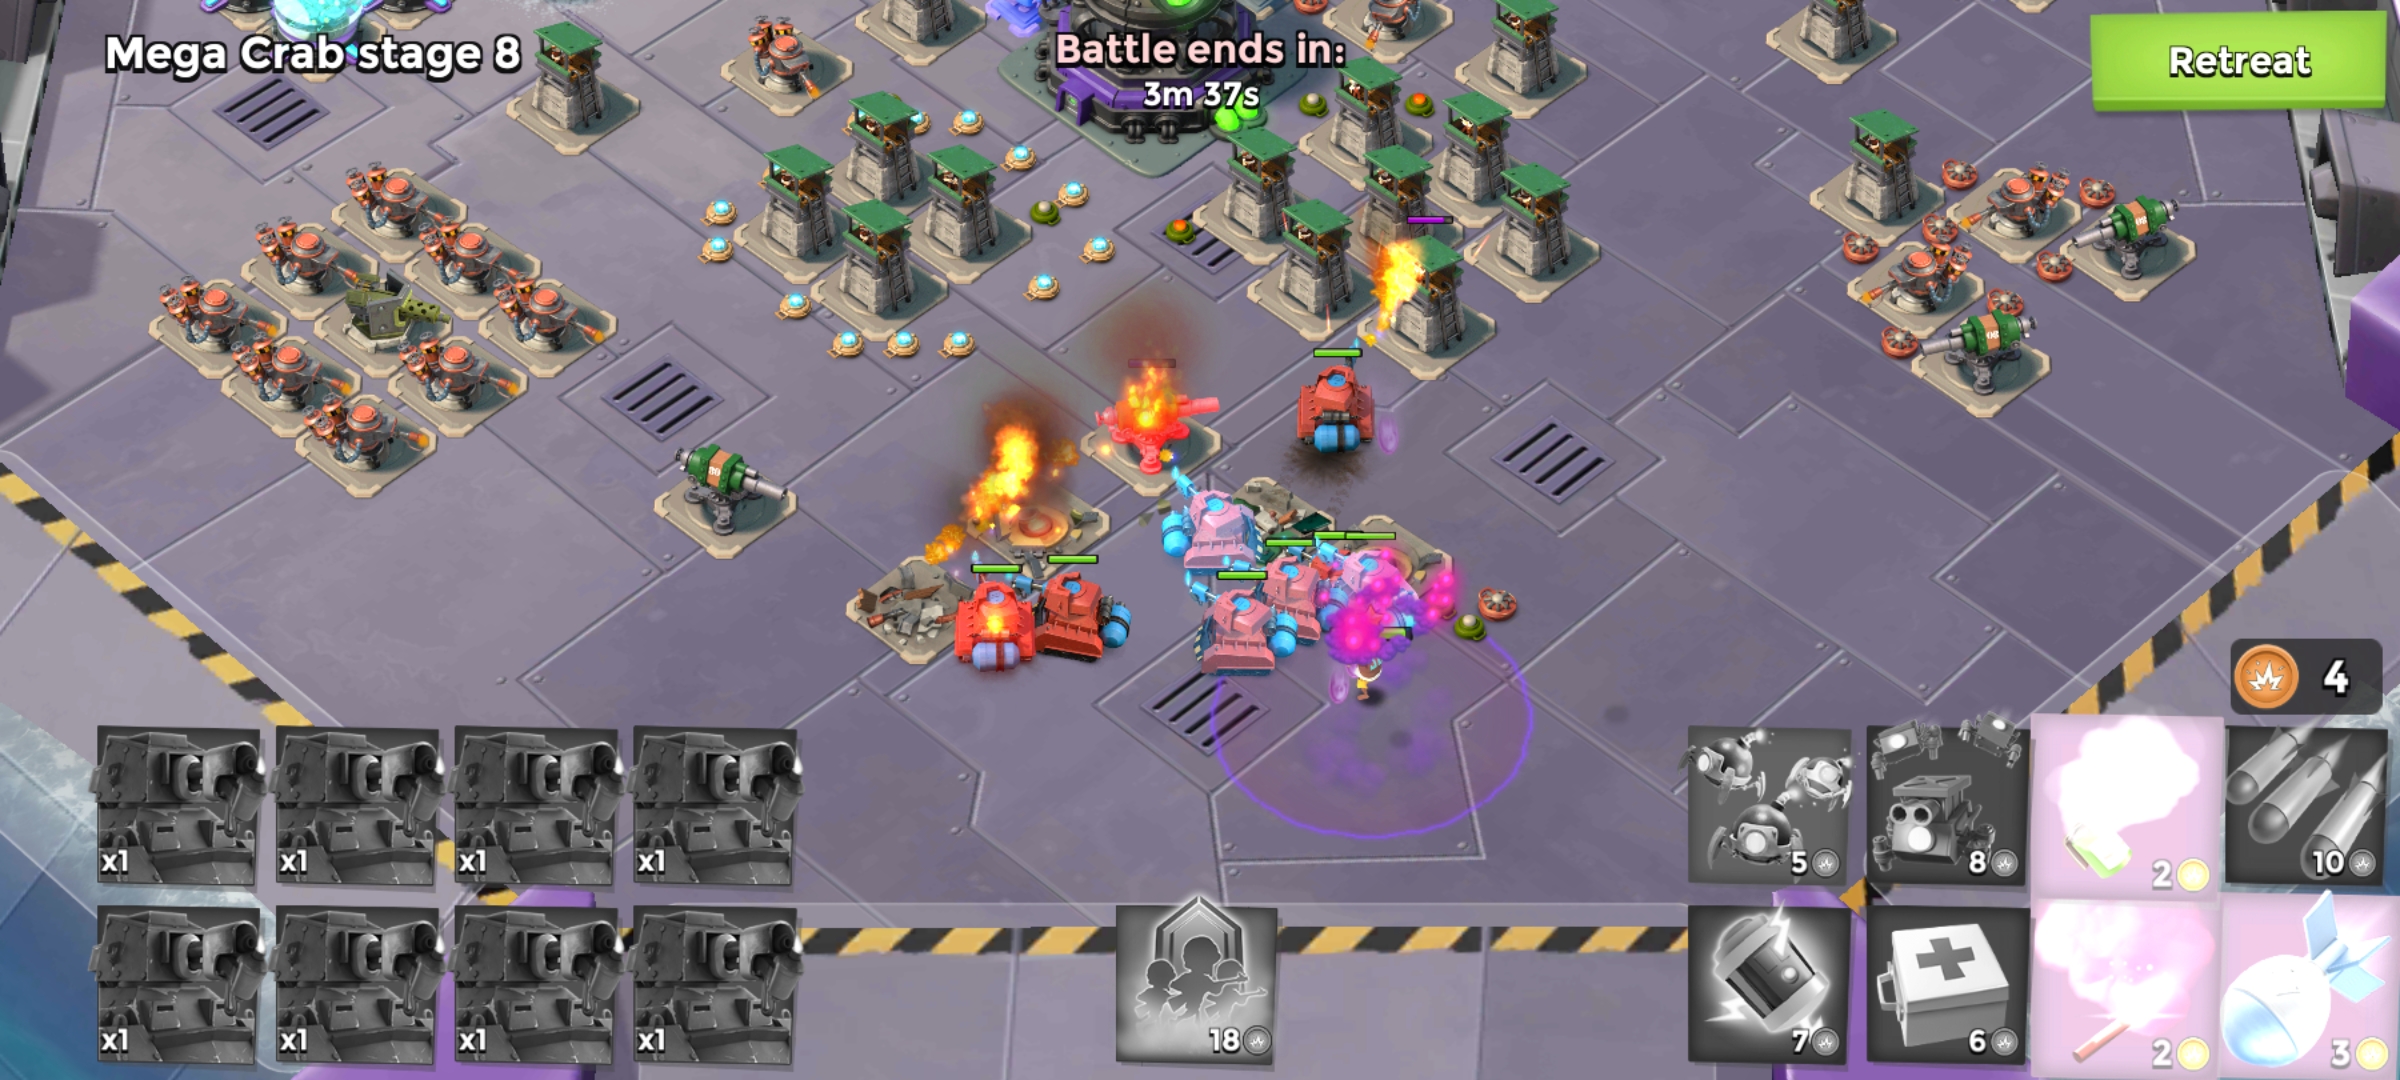 Mega Crab stage 8
Battle ends in:
3m 37s
Retreat
4
x1 x1 x1 x1
5 8 2 10
x1 x1 x1 x1
18
7 6 2 3